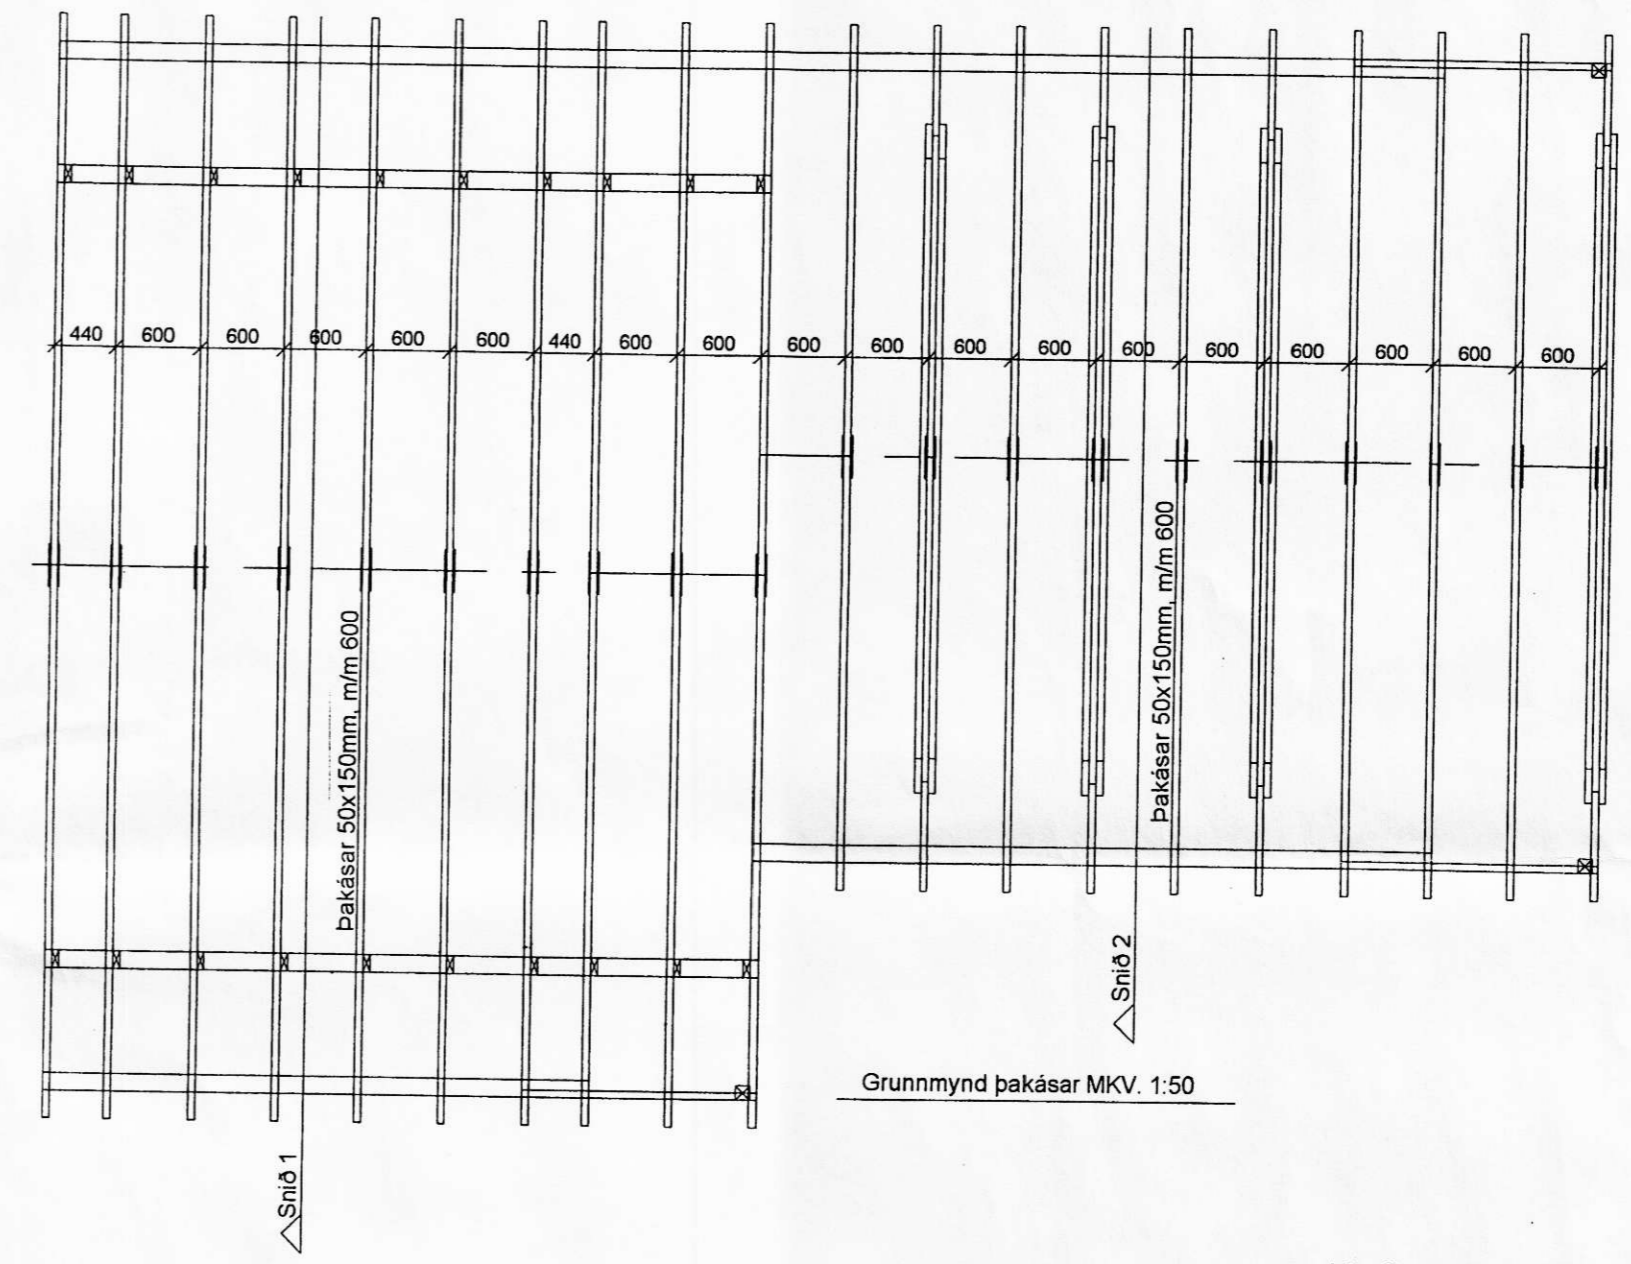 440 600 600 600 600 600 440 600 600 600 600 600 600 600 600 600 600 600 600
Þakásar 50x150mm, m/m 600
Þakásar 50x150mm, m/m 600
Snið 2
Grunnmynd þakásar MKV. 1:50
Snið 1